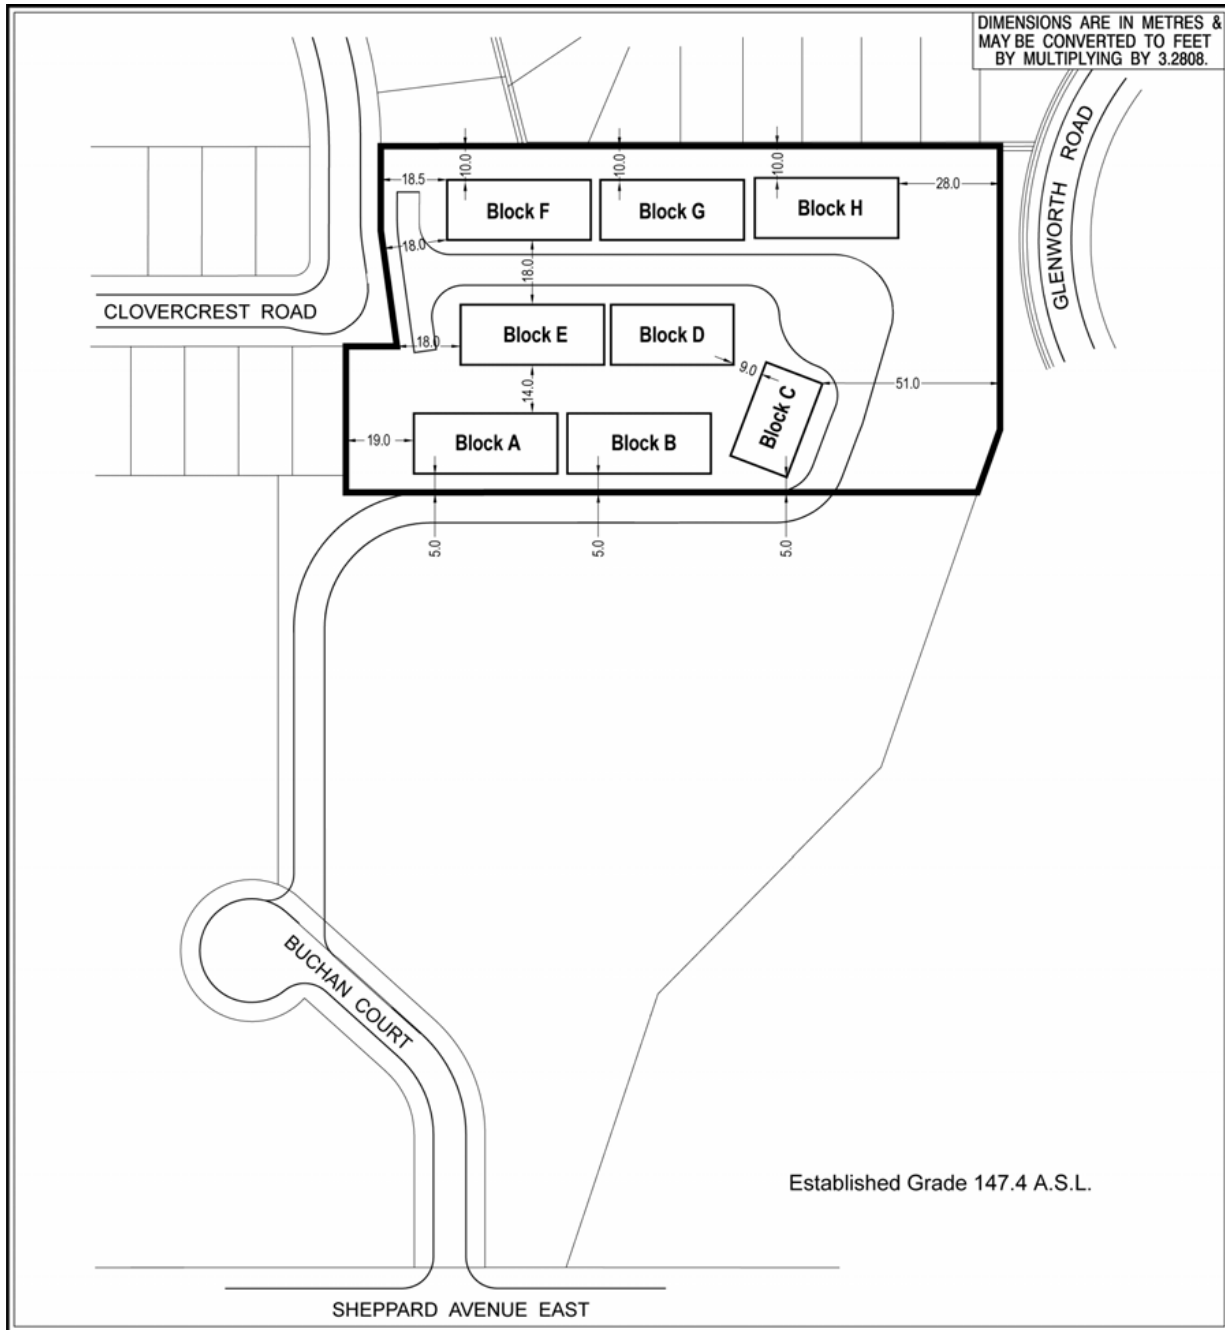 DIMENSIONS ARE IN METRES &
MAY BE CONVERTED TO FEET
BY MULTIPLYING BY 3.2808.
GLENWORTH ROAD
10.0
10.0
10.0
18.5
28.0
Block F
Block G
Block H
18.0
18.0
CLOVERCREST ROAD
Block E
Block D
18.0
9.0
51.0
14.0
Block C
19.0
Block A
Block B
5.0
5.0
5.0
BUCHAN COURT
Established Grade 147.4 A.S.L.
SHEPPARD AVENUE EAST